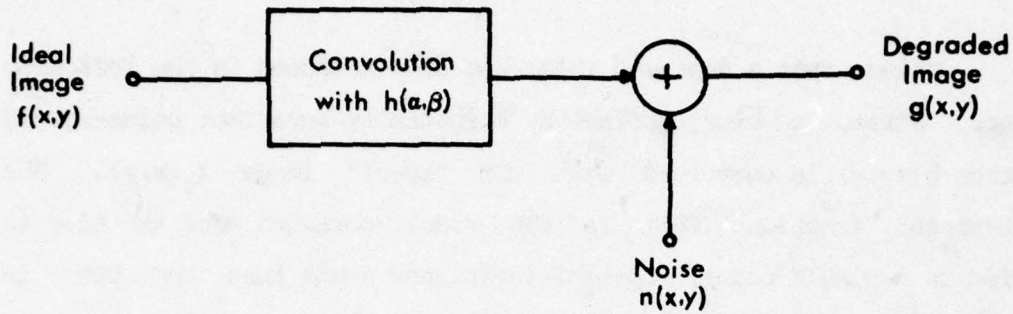 Ideal
Image
f(x,y)
Convolution
with h(α,β)
+
Degraded
Image
g(x,y)
Noise
n(x,y)